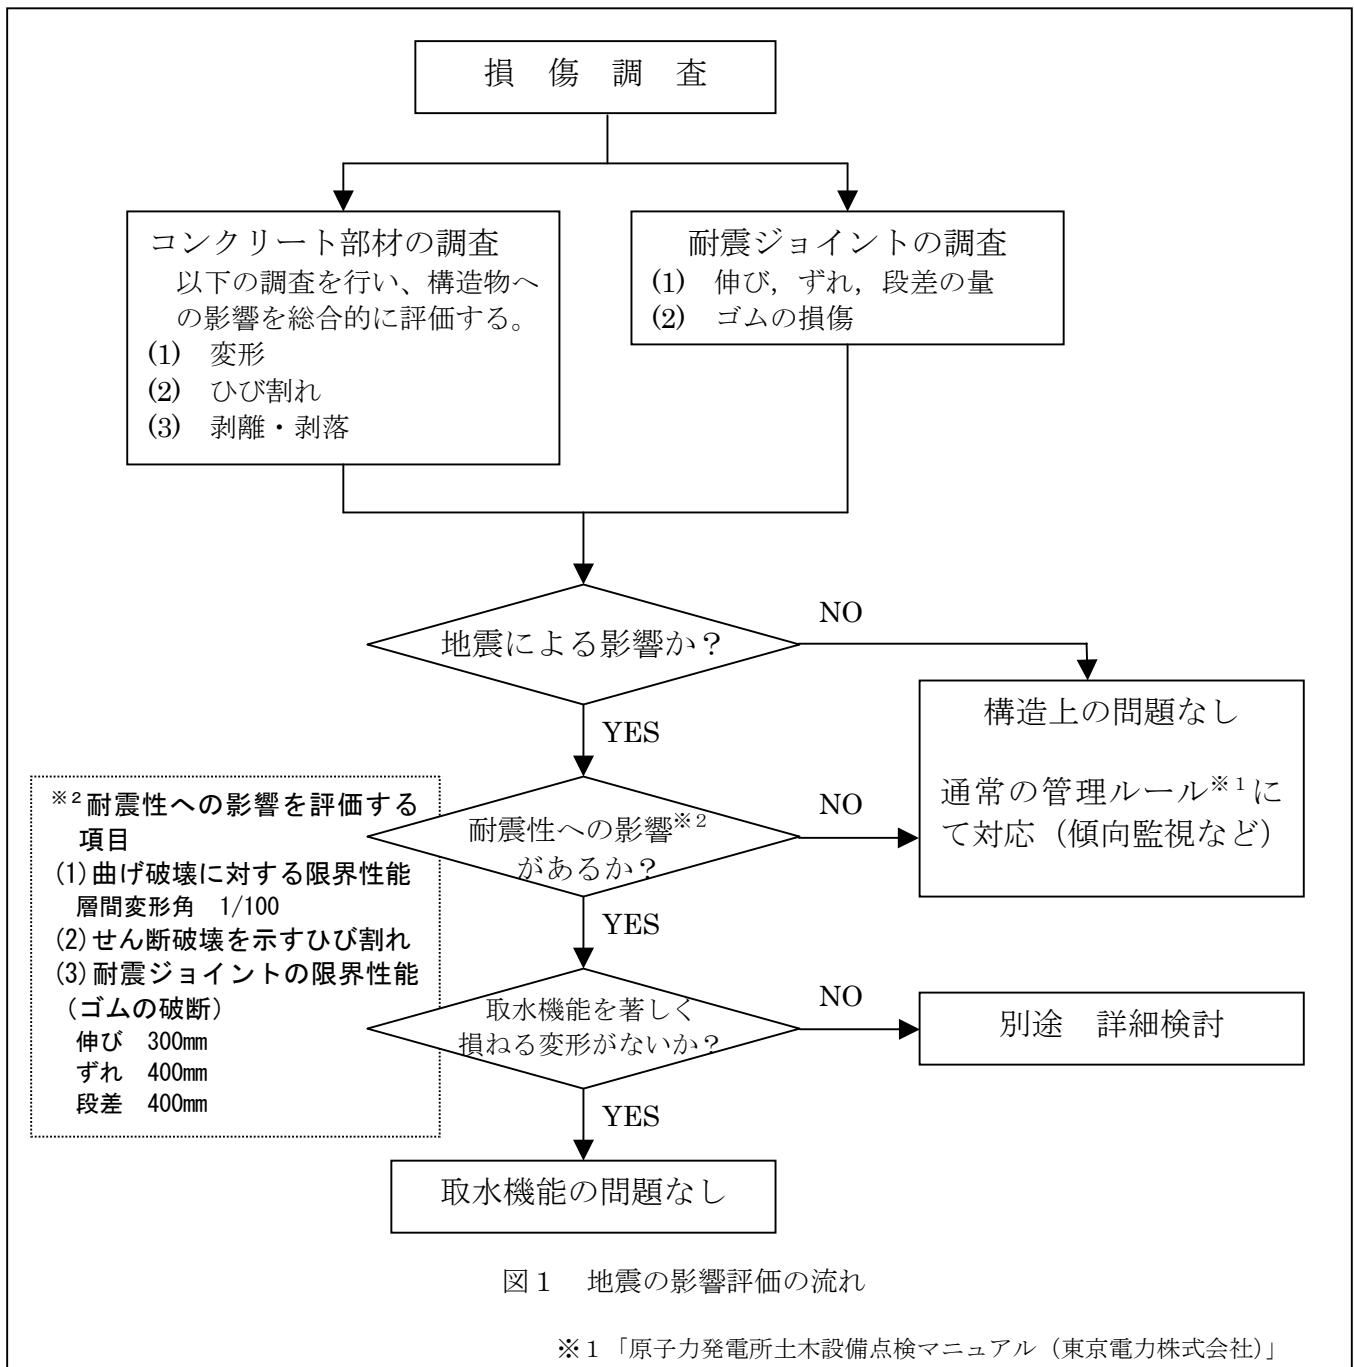 損 傷 調 査
コンクリート部材の調査
以下の調査を行い、構造物へ
の影響を総合的に評価する。
(1) 変形
(2) ひび割れ
(3) 剥離・剥落
耐震ジョイントの調査
(1) 伸び，ずれ，段差の量
(2) ゴムの損傷
地震による影響か？
NO
YES
構造上の問題なし
通常の管理ルール※1に
て対応（傾向監視など）
※2耐震性への影響を評価する
項目
(1)曲げ破壊に対する限界性能
層間変形角 1/100
(2)せん断破壊を示すひび割れ
(3)耐震ジョイントの限界性能
（ゴムの破断）
伸び 300mm
ずれ 400mm
段差 400mm
耐震性への影響※2
があるか？
NO
YES
取水機能を著しく
損ねる変形がないか？
NO
YES
別途 詳細検討
取水機能の問題なし
図１ 地震の影響評価の流れ
※１「原子力発電所土木設備点検マニュアル（東京電力株式会社）」